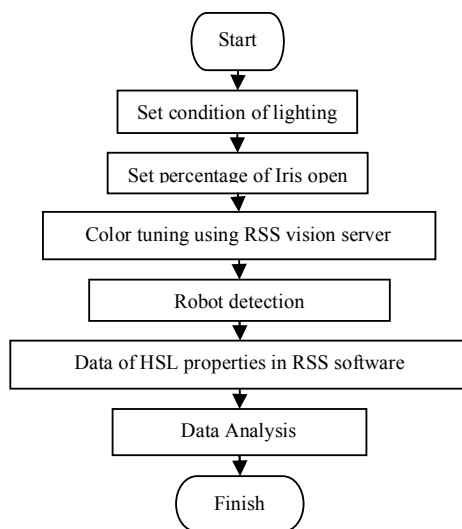 Start
Set condition of lighting
Set percentage of Iris open
Color tuning using RSS vision server
Robot detection
Data of HSL properties in RSS software
Data Analysis
Finish